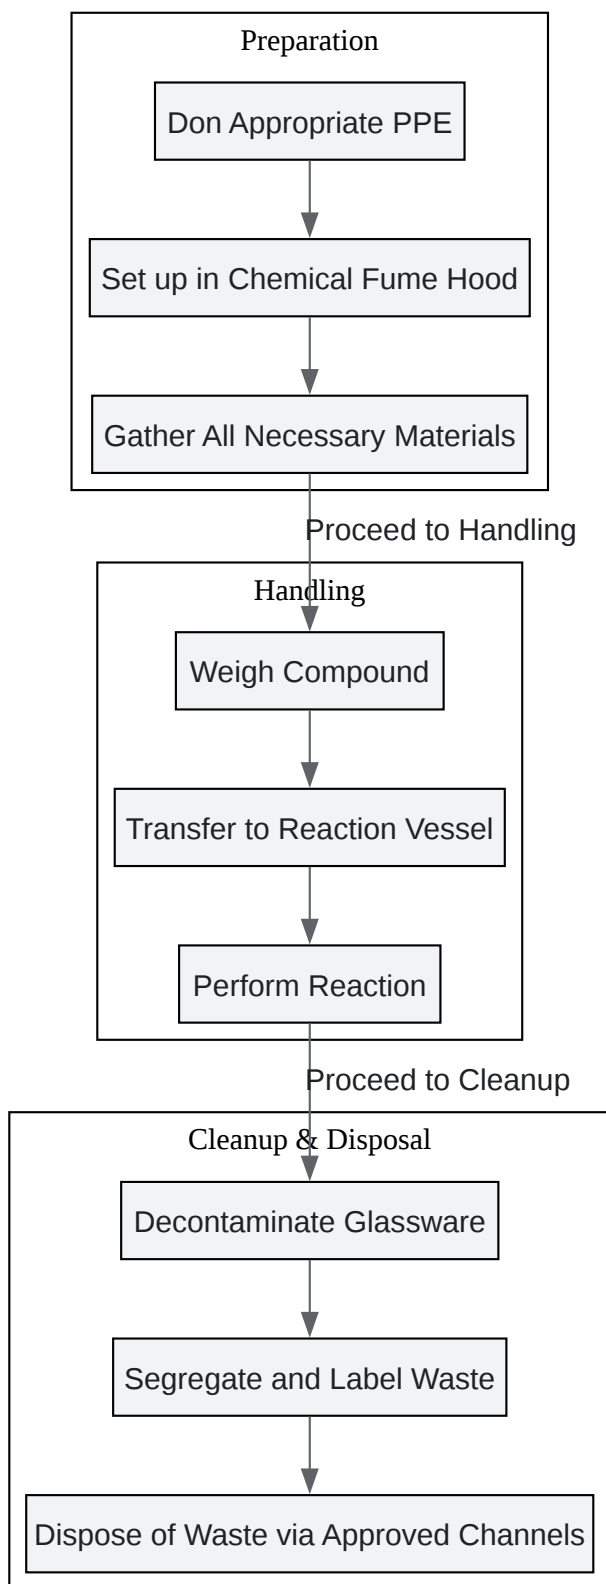 Preparation
Don Appropriate PPE
Set up in Chemical Fume Hood
Gather All Necessary Materials
Proceed to Handling
Handling
Weigh Compound
Transfer to Reaction Vessel
Perform Reaction
Proceed to Cleanup
Cleanup & Disposal
Decontaminate Glassware
Segregate and Label Waste
Dispose of Waste via Approved Channels